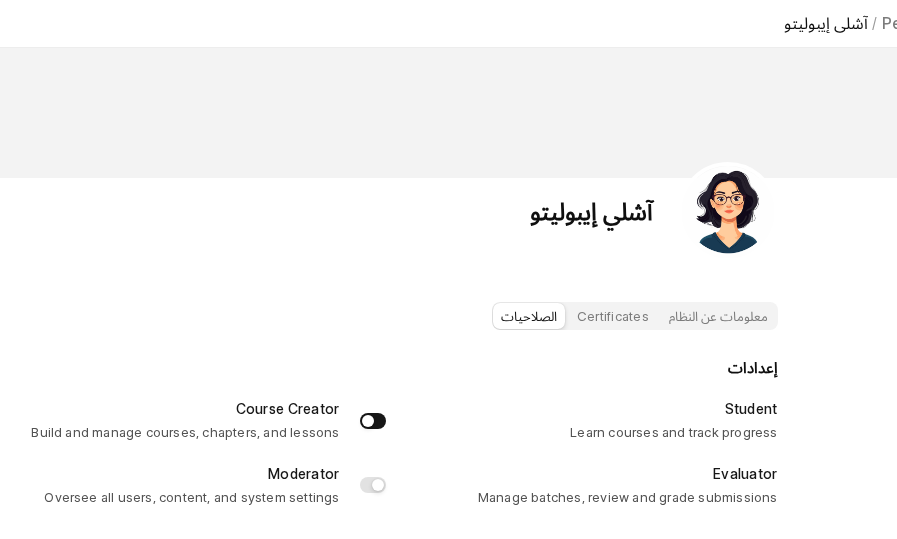 Pe / آشلی إیبولیتو
آشلي إيبوليتو
معلومات عن النظام Certificates الصلاحيات
إعدادات
Student
Learn courses and track progress
Course Creator
Build and manage courses, chapters, and lessons
Evaluator
Manage batches, review and grade submissions
Moderator
Oversee all users, content, and system settings